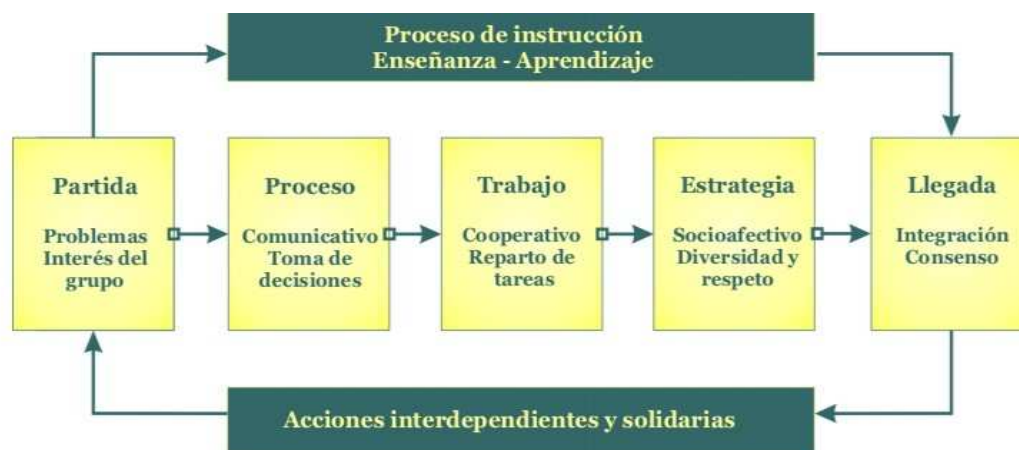 Proceso de instrucción
Enseñanza - Aprendizaje
Partida
Problemas
Interés del
grupo
Proceso
Comunicativo
Toma de
decisiones
Trabajo
Cooperativo
Reparto de
tareas
Estrategia
Socioafectivo
Diversidad y
respeto
Llegada
Integración
Consenso
Acciones interdependientes y solidarias